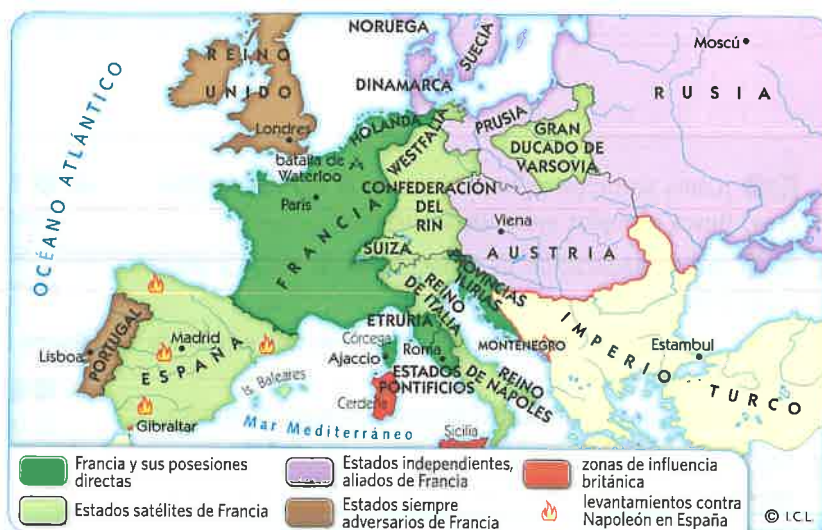 NORUEGA
SUECIA
Moscú
REINO
UNIDO
DINAMARCA
RUSIA
OCÉANO ATLÁNTICO
Londres
HOLANDA
PRUSIA
GRAN
DUCADO DE
VARSOVIA
WESTFALIA
batalla de
Waterloo
París
CONFEDERACIÓN
DEL
RIN
FRANCIA
Viena
AUSTRIA
SUIZA
PROVINCIAS
ILIRIAS
REINO
DE ITALIA
ETRURIA
Córcega
Ajaccio
Roma
ESTADOS
PONTIFICIOS
MONTENEGRO
IMPERIO
TURCO
Estambul
PORTUGAL
Lisboa
Madrid
ESPAÑA
Is. Baleares
Cerdeña
REINO
DE NÁPOLES
Gibraltar
Mar Mediterráneo
Sicilia
Francia y sus posesiones
directas
Estados satélites de Francia
Estados independientes,
aliados de Francia
Estados siempre
adversarios de Francia
zonas de influencia
británica
levantamientos contra
Napoleón en España
© I.C.L.